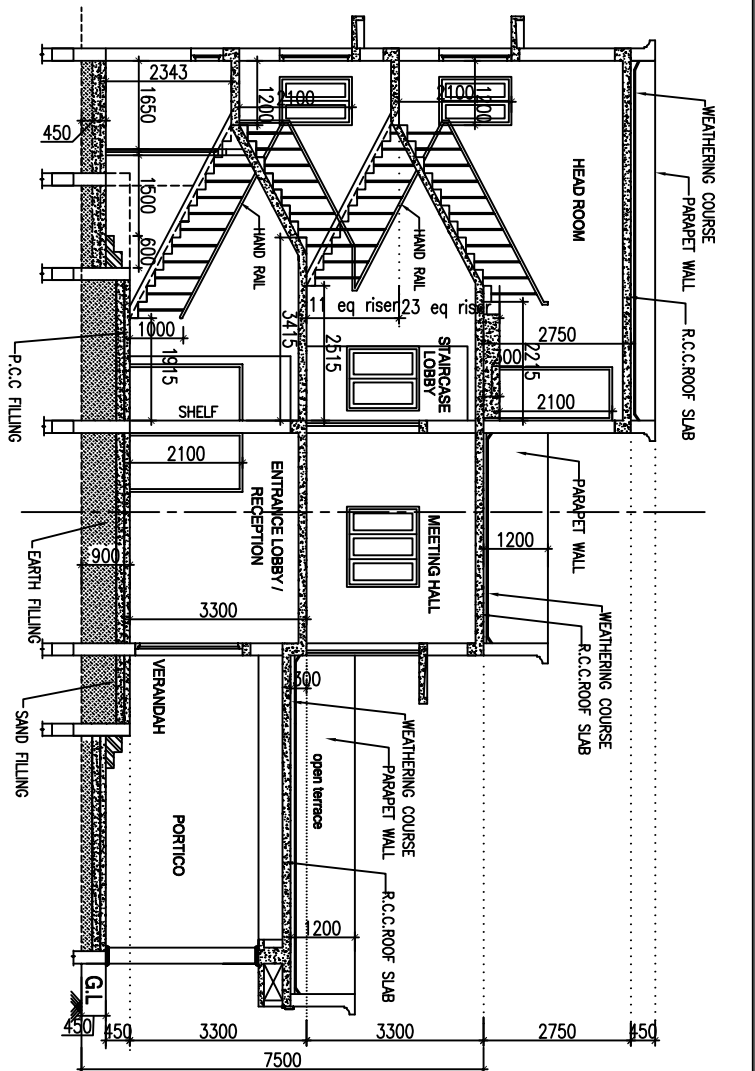 WEATHERING COURSE
PARAPET WALL
R.C.C.ROOF SLAB
HEAD ROOM
2100
1200
2750
2215
2100
300
PARAPET WALL
1200
WEATHERING COURSE
R.C.C.ROOF SLAB
2100
1200
HAND RAIL
11 eq riser
23 eq riser
2515
STAIRCASE
LOBBY
MEETING HALL
WEATHERING COURSE
PARAPET WALL
R.C.C.ROOF SLAB
open terrace
300
1200
2343
1650
450
1500
600
HAND RAIL
3415
1000
1915
SHELF
2100
ENTRANCE LOBBY/
RECEPTION
3300
900
VERANDAH
PORTICO
P.C.C FILLING
EARTH FILLING
SAND FILLING
G.L
450
450
3300
3300
2750
450
7500